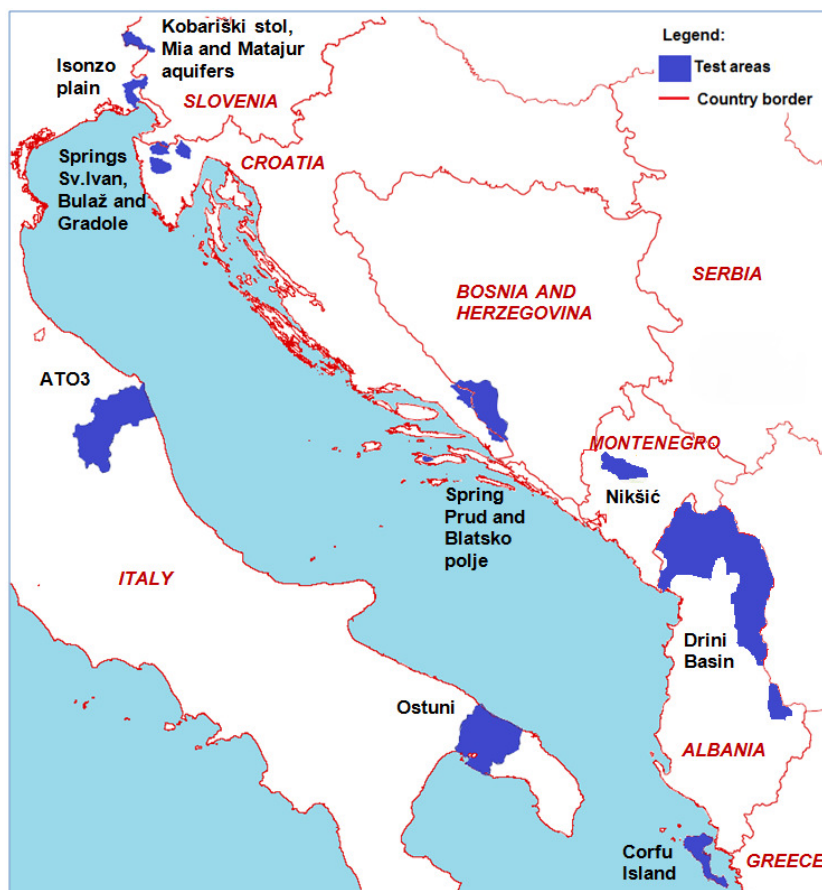 Kobariški stol,
Mia and Matajur
aquifers
Isonzo
plain
Legend:
Test areas
Country border
SLOVENIA
CROATIA
Springs
Sv.Ivan,
Bulaž and
Gradole
SERBIA
BOSNIA AND
HERZEGOVINA
ATO3
MONTENEGRO
Nikšić
Spring
Prud and
Blatsko
polje
ITALY
Drini
Basin
Ostuni
ALBANIA
Corfu
Island
GREECE